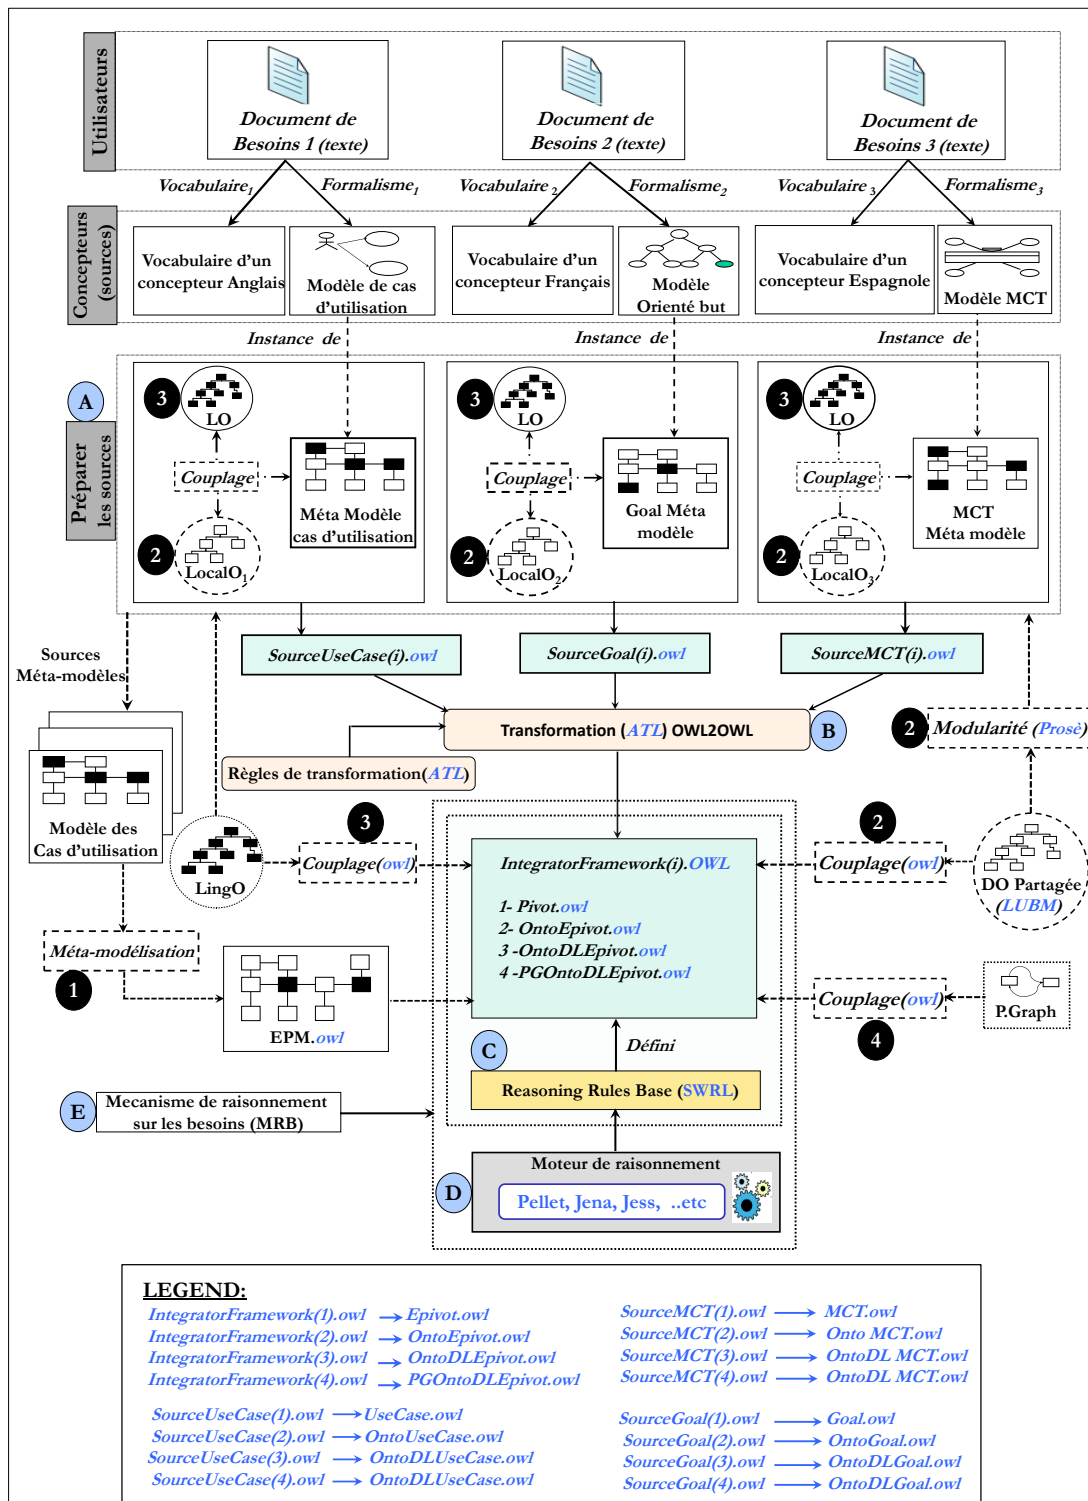 Utilisateurs
Document de
Besoins 1 (texte)
Document de
Besoins 2 (texte)
Document de
Besoins 3 (texte)
Vocabulaire1
Formalisme1
Vocabulaire 2
Formalisme2
Vocabulaire 3
Formalisme3
Concepteurs
(sources)
Vocabulaire d'un
concepteur Anglais
Modèle de cas
d'utilisation
Vocabulaire d'un
concepteur Français
Modèle
Orienté but
Vocabulaire d'un
concepteur Espagnole
Modèle MCT
Instance de
Instance de
Instance de
A
Préparer
les sources
3
LO
Couplage
2
LocalO1
Méta Modèle
cas d'utilisation
3
LO
Couplage
2
LocalO2
Goal Méta
modèle
3
LO
Couplage
2
LocalO3
MCT
Méta modèle
Sources
Méta-modèles
SourceUseCase(i).owl
SourceGoal(i).owl
SourceMCT(i).owl
Transformation (ATL) OWL2OWL
B
2
Modularité (Prosè)
Règles de transformation(ATL)
Modèle des
Cas d'utilisation
LingO
3
Couplage(owl)
IntegratorFramework(i).OWL
1- Pivot.owl
2- OntoEpivot.owl
3 -OntoDLEpivot.owl
4 -PGOntoDLEpivot.owl
2
Couplage(owl)
DO Partagée
(LUBM)
Méta-modélisation
1
EPM.owl
Couplage(owl)
4
P.Graph
C
Défini
Reasoning Rules Base (SWRL)
E
Mecanisme de raisonnement
sur les besoins (MRB)
Moteur de raisonnement
D
Pellet, Jena, Jess, ..etc
LEGEND:
IntegratorFramework(1).owl → Epivot.owl
IntegratorFramework(2).owl → OntoEpivot.owl
IntegratorFramework(3).owl → OntoDLEpivot.owl
IntegratorFramework(4).owl → PGOntoDLEpivot.owl
SourceUseCase(1).owl → UseCase.owl
SourceUseCase(2).owl → OntoUseCase.owl
SourceUseCase(3).owl → OntoDLUseCase.owl
SourceUseCase(4).owl → OntoDLUseCase.owl
SourceMCT(1).owl → MCT.owl
SourceMCT(2).owl → Onto MCT.owl
SourceMCT(3).owl → OntoDL MCT.owl
SourceMCT(4).owl → OntoDL MCT.owl
SourceGoal(1).owl → Goal.owl
SourceGoal(2).owl → OntoGoal.owl
SourceGoal(3).owl → OntoDLGoal.owl
SourceGoal(4).owl → OntoDLGoal.owl